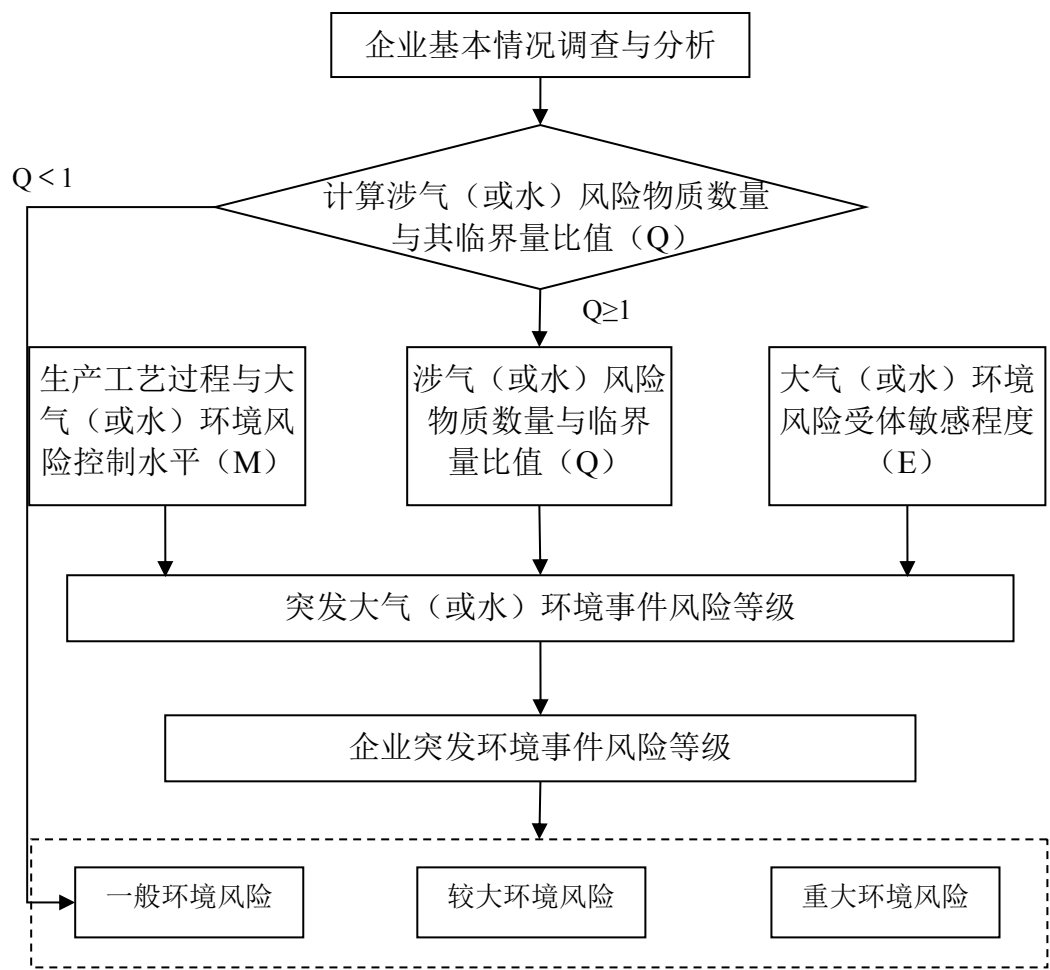 企业基本情况调查与分析
Q＜1
计算涉气（或水）风险物质数量
与其临界量比值（Q）
Q≥1
生产工艺过程与大
气（或水）环境风
险控制水平（M）
涉气（或水）风险
物质数量与临界
量比值（Q）
大气（或水）环境
风险受体敏感程度
（E）
突发大气（或水）环境事件风险等级
企业突发环境事件风险等级
一般环境风险
较大环境风险
重大环境风险